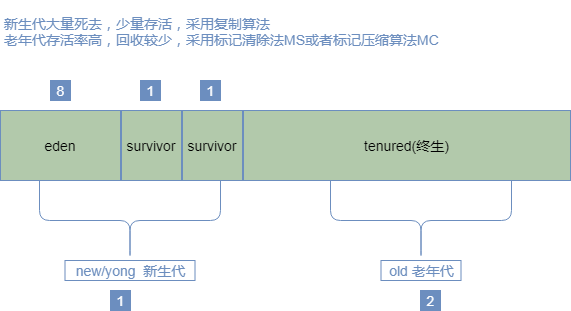 新生代大量死去，少量存活，采用复制算法
老年代存活率高，回收较少，采用标记清除法MS或者标记压缩算法MC
8 1 1
eden survivor survivor tenured(终生)
new/yong 新生代 old 老年代
1 2